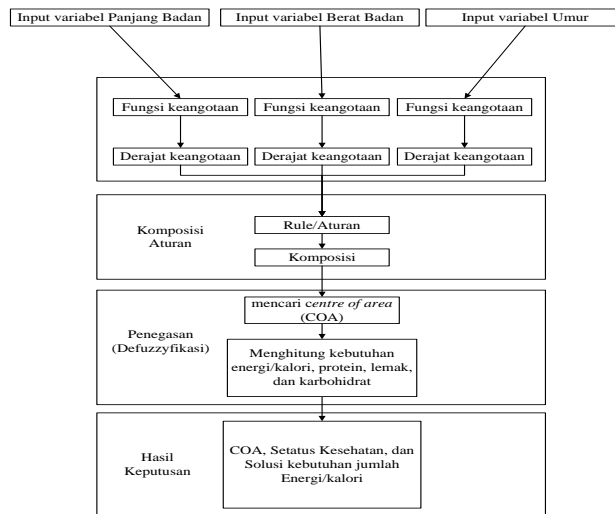 Input variabel Panjang Badan
Input variabel Berat Badan
Input variabel Umur
Fungsi keangotaan
Fungsi keangotaan
Fungsi keangotaan
Derajat keangotaan
Derajat keangotaan
Derajat keangotaan
Komposisi
Aturan
Rule/Aturan
Komposisi
Penegasan
(Defuzzyfikasi)
mencari centre of area
(COA)
Menghitung kebutuhan
energi/kalori, protein, lemak,
dan karbohidrat
Hasil
Keputusan
COA, Setatus Kesehatan, dan
Solusi kebutuhan jumlah
Energi/kalori